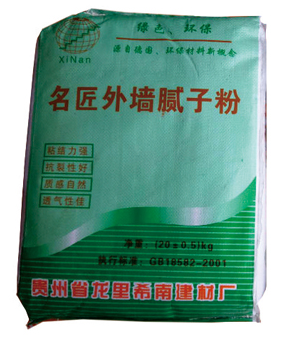 绿色、环保
源自德国、环保材料新概念
XiNan
名匠外墙腻子粉
粘结力强
抗裂性好
质感自然
透气性佳
净重：(20±0.5)kg
执行标准：GB18582-2001
贵州省龙里希南建材厂